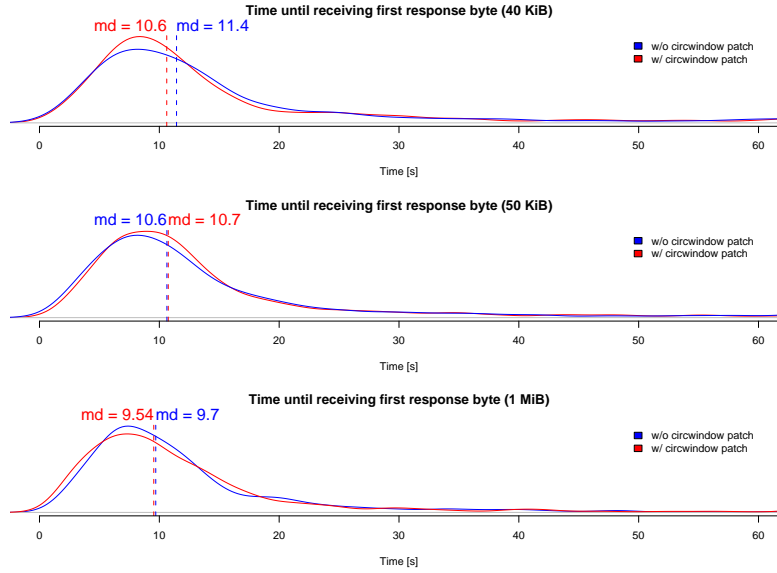 Time until receiving first response byte (40 KiB)
md = 10.6 md = 11.4
w/o circwindow patch
w/ circwindow patch
0 10 20 30 40 50 60
Time [s]
Time until receiving first response byte (50 KiB)
md = 10.6 md = 10.7
w/o circwindow patch
w/ circwindow patch
0 10 20 30 40 50 60
Time [s]
Time until receiving first response byte (1 MiB)
md = 9.54 md = 9.7
w/o circwindow patch
w/ circwindow patch
0 10 20 30 40 50 60
Time [s]